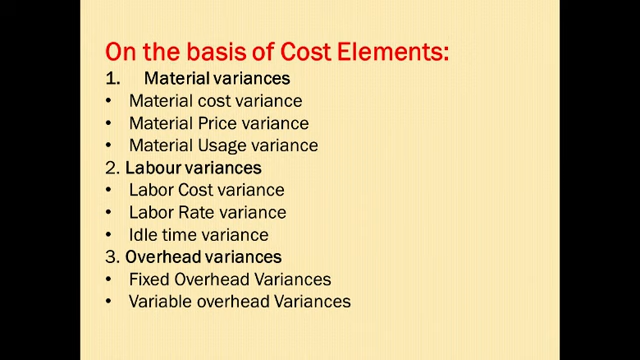 On the basis of Cost Elements:
1. Material variances
• Material cost variance
• Material Price variance
• Material Usage variance
2. Labour variances
• Labor Cost variance
• Labor Rate variance
• Idle time variance
3. Overhead variances
• Fixed Overhead Variances
• Variable overhead Variances